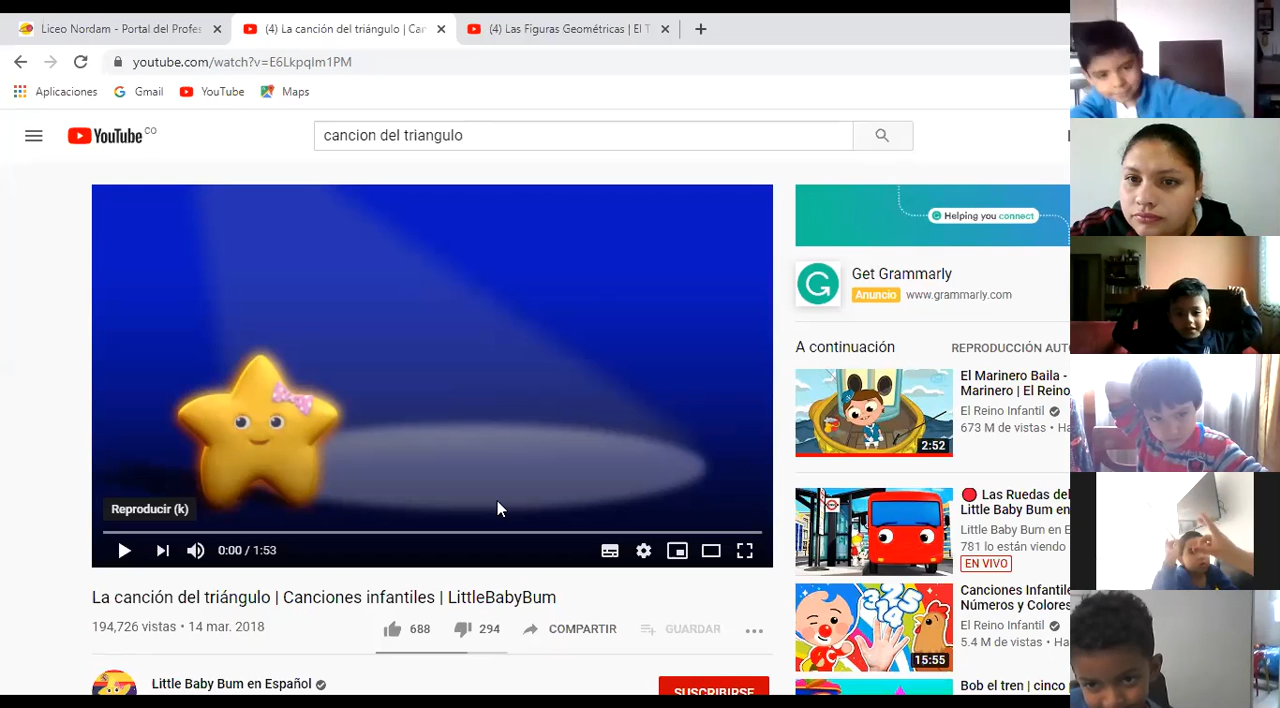 Liceo Nordam - Portal del Profes
(4) La canción del triángulo | Can
(4) Las Figuras Geométricas | El T
youtube.com/watch?v=E6LkpqIm1PM
Aplicaciones
Gmail
YouTube
Maps
YouTube CO
cancion del triangulo
Helping you connect
Get Grammarly
Anuncio www.grammarly.com
A continuación
REPRODUCCIÓN AUTO
El Marinero Baila -
Marinero | El Reino
El Reino Infantil
673 M de vistas • Ha
2:52
Las Ruedas del
Little Baby Bum en
Little Baby Bum en E
781 lo están viendo
EN VIVO
Canciones Infantile
Números y Colores
El Reino Infantil
5.4 M de vistas • Ha
15:55
Bob el tren | cinco
Reproducir (k)
0:00 / 1:53
La canción del triángulo | Canciones infantiles | LittleBabyBum
194,726 vistas • 14 mar. 2018
688
294
COMPARTIR
GUARDAR
Little Baby Bum en Español
SUSCRIBIRSE